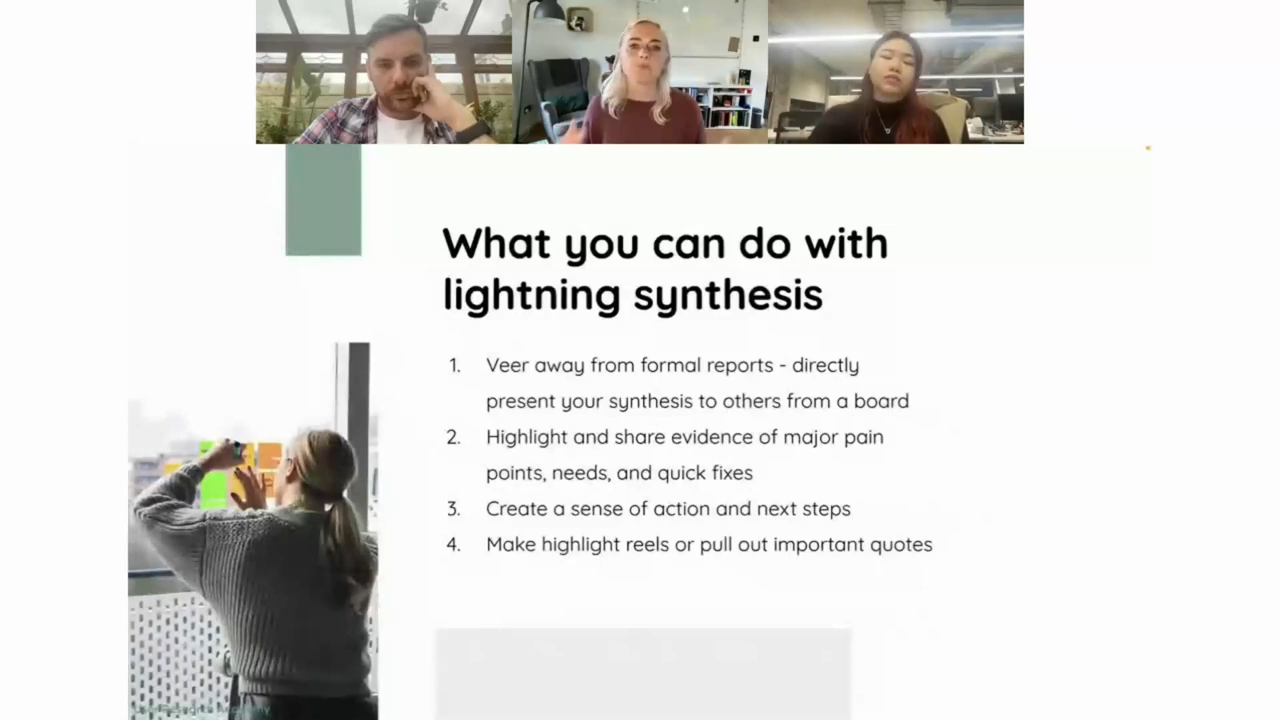 What you can do with
lightning synthesis
1. Veer away from formal reports - directly
present your synthesis to others from a board
2. Highlight and share evidence of major pain
points, needs, and quick fixes
3. Create a sense of action and next steps
4. Make highlight reels or pull out important quotes